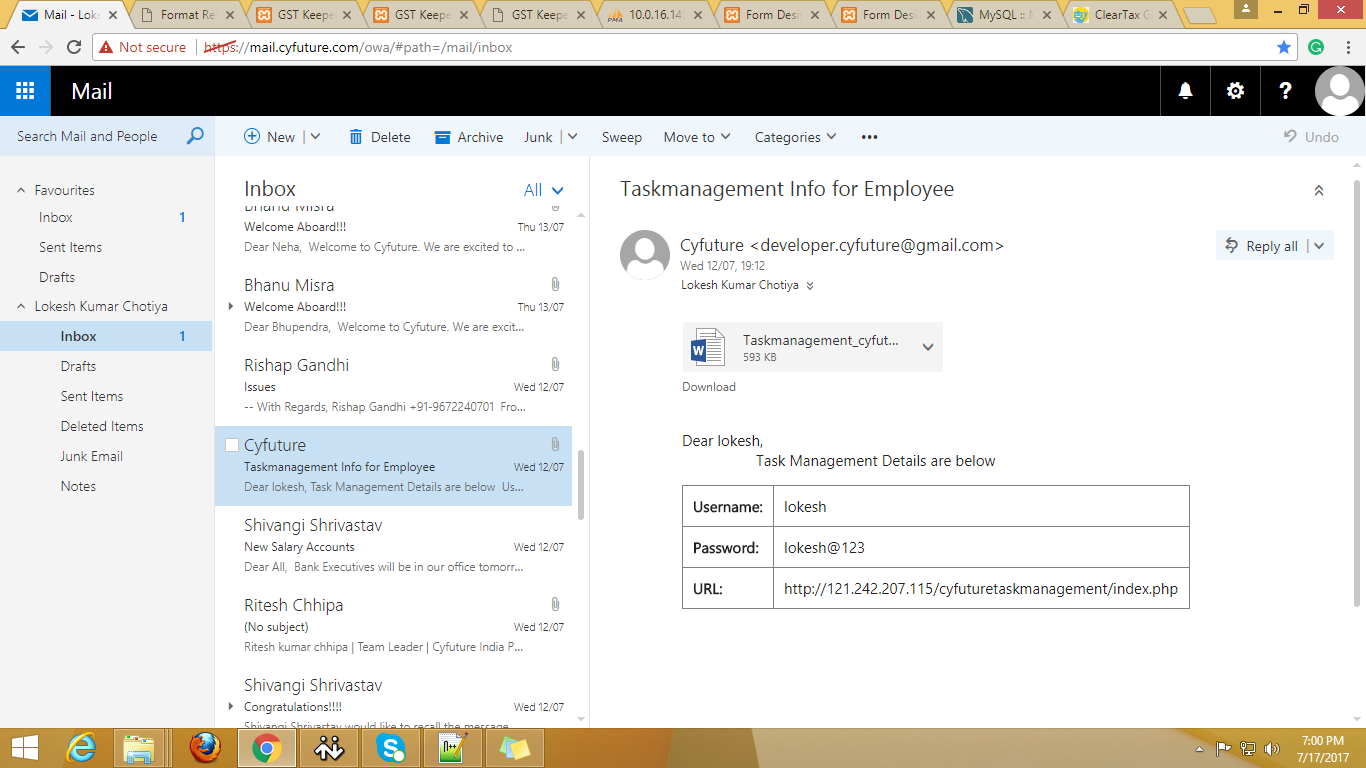 Mail - Lok
Format Re
GST Keepe
GST Keepe
GST Keepe
10.0.16.14
Form Desi
Form Desi
MySQL :: M
ClearTax G
Not secure https://mail.cyfuture.com/owa/#path=/mail/inbox
Mail
Search Mail and People
New Delete Archive Junk Sweep Move to Categories ••• Undo
Favourites
Inbox 1
Sent Items
Drafts
Lokesh Kumar Chotiya
Inbox 1
Drafts
Sent Items
Deleted Items
Junk Email
Notes
Inbox All
Bhanu Misra
Welcome Aboard!!! Thu 13/07
Dear Neha, Welcome to Cyfuture. We are excited to ...
Bhanu Misra
Welcome Aboard!!! Thu 13/07
Dear Bhupendra, Welcome to Cyfuture. We are excit...
Rishap Gandhi
Issues Wed 12/07
-- With Regards, Rishap Gandhi +91-9672240701 Fro...
Cyfuture
Taskmanagement Info for Employee Wed 12/07
Dear lokesh, Task Management Details are below Us...
Shivangi Shrivastav
New Salary Accounts Wed 12/07
Dear All, Bank Executives will be in our office tomorr...
Ritesh Chhipa
(No subject) Wed 12/07
Ritesh kumar chhipa | Team Leader | Cyfuture India P...
Shivangi Shrivastav
Congratulations!!!! Wed 12/07
Shivangi Shrivastav would like to recall the message
Taskmanagement Info for Employee
Cyfuture <developer.cyfuture@gmail.com>
Reply all
Wed 12/07, 19:12
Lokesh Kumar Chotiya
Taskmanagement_cyfut...
593 KB
Download
Dear lokesh,
Task Management Details are below
Username: lokesh
Password: lokesh@123
URL: http://121.242.207.115/cyfuturetaskmanagement/index.php
7:00 PM
7/17/2017